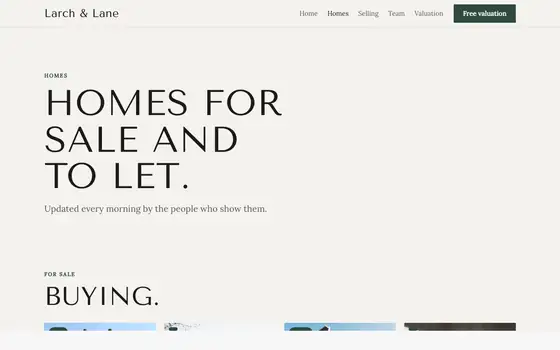 Larch & Lane
Home Homes Selling Team Valuation Free valuation
HOMES
HOMES FOR
SALE AND
TO LET.
Updated every morning by the people who show them.
FOR SALE
BUYING.